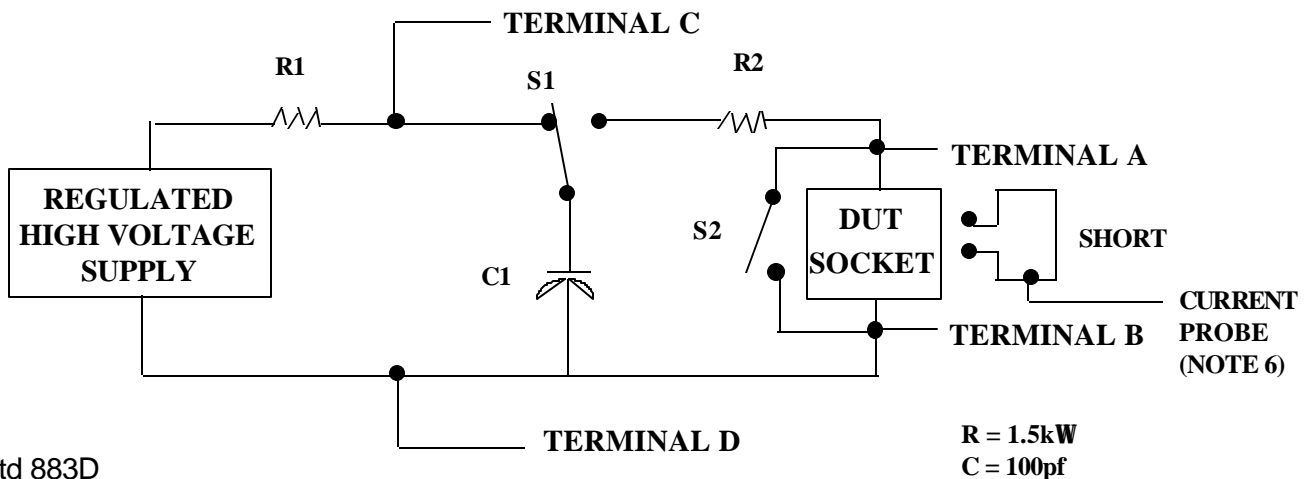 TERMINAL C
R1
S1
R2
TERMINAL A
REGULATED
HIGH VOLTAGE
SUPPLY
S2
DUT
SOCKET
SHORT
C1
CURRENT
PROBE
(NOTE 6)
TERMINAL B
TERMINAL D
R = 1.5kW
C = 100pf
td 883D